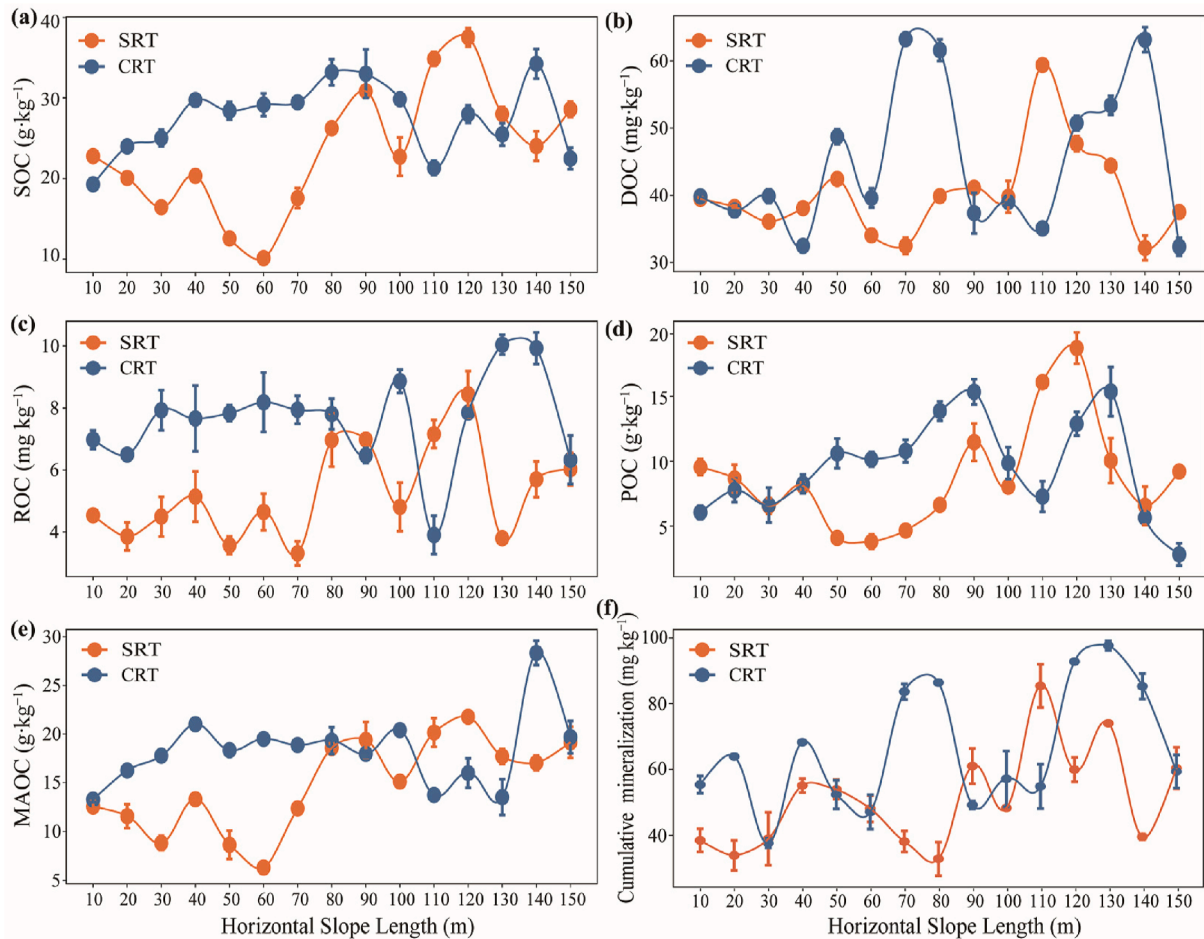 (a)
SRT
CRT
SOC (g·kg⁻¹)
40
30
20
10
10 20 30 40 50 60 70 80 90 100 110 120 130 140 150
(b)
SRT
CRT
DOC (mg·kg⁻¹)
60
50
40
30
10 20 30 40 50 60 70 80 90 100 110 120 130 140 150
(c)
SRT
CRT
ROC (mg kg⁻¹)
10
8
6
4
10 20 30 40 50 60 70 80 90 100 110 120 130 140 150
(d)
SRT
CRT
POC (g·kg⁻¹)
20
15
10
5
10 20 30 40 50 60 70 80 90 100 110 120 130 140 150
(e)
SRT
CRT
MAOC (g·kg⁻¹)
30
25
20
15
10
5
10 20 30 40 50 60 70 80 90 100 110 120 130 140 150
Horizontal Slope Length (m)
(f)
SRT
CRT
Cumulative mineralization (mg kg⁻¹)
100
80
60
40
10 20 30 40 50 60 70 80 90 100 110 120 130 140 150
Horizontal Slope Length (m)